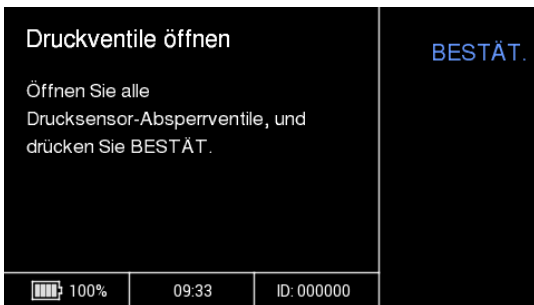 Druckventile öffnen
BESTÄT.
Öffnen Sie alle
Drucksensor-Absperrventile, und
drücken Sie BESTÄT.
100%
09:33
ID: 000000